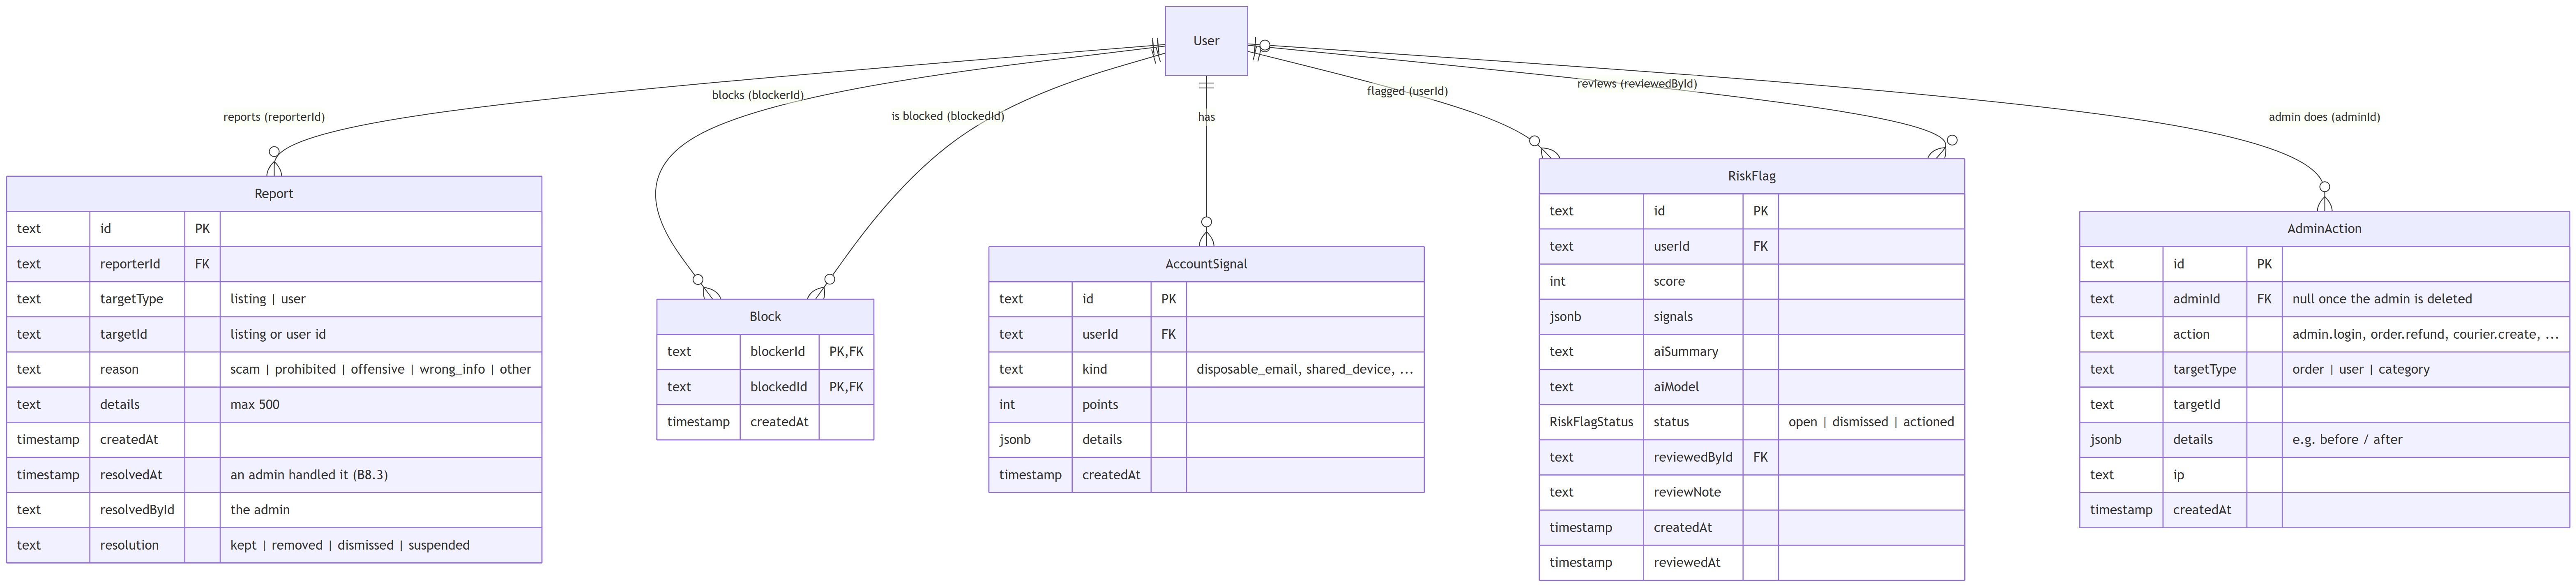 User
reports (reporterId)
blocks (blockerId)
is blocked (blockedId)
has
flagged (userId)
reviews (reviewedById)
admin does (adminId)
Report
text id PK
text reporterId FK
text targetType listing | user
text targetId listing or user id
text reason scam | prohibited | offensive | wrong_info | other
text details max 500
timestamp createdAt
timestamp resolvedAt an admin handled it (B8.3)
text resolvedById the admin
text resolution kept | removed | dismissed | suspended
Block
text blockerId PK,FK
text blockedId PK,FK
timestamp createdAt
AccountSignal
text id PK
text userId FK
text kind disposable_email, shared_device, ...
int points
jsonb details
timestamp createdAt
RiskFlag
text id PK
text userId FK
int score
jsonb signals
text aiSummary
text aiModel
RiskFlagStatus status open | dismissed | actioned
text reviewedById FK
text reviewNote
timestamp createdAt
timestamp reviewedAt
AdminAction
text id PK
text adminId FK null once the admin is deleted
text action admin.login, order.refund, courier.create, ...
text targetType order | user | category
text targetId
jsonb details e.g. before / after
text ip
timestamp createdAt